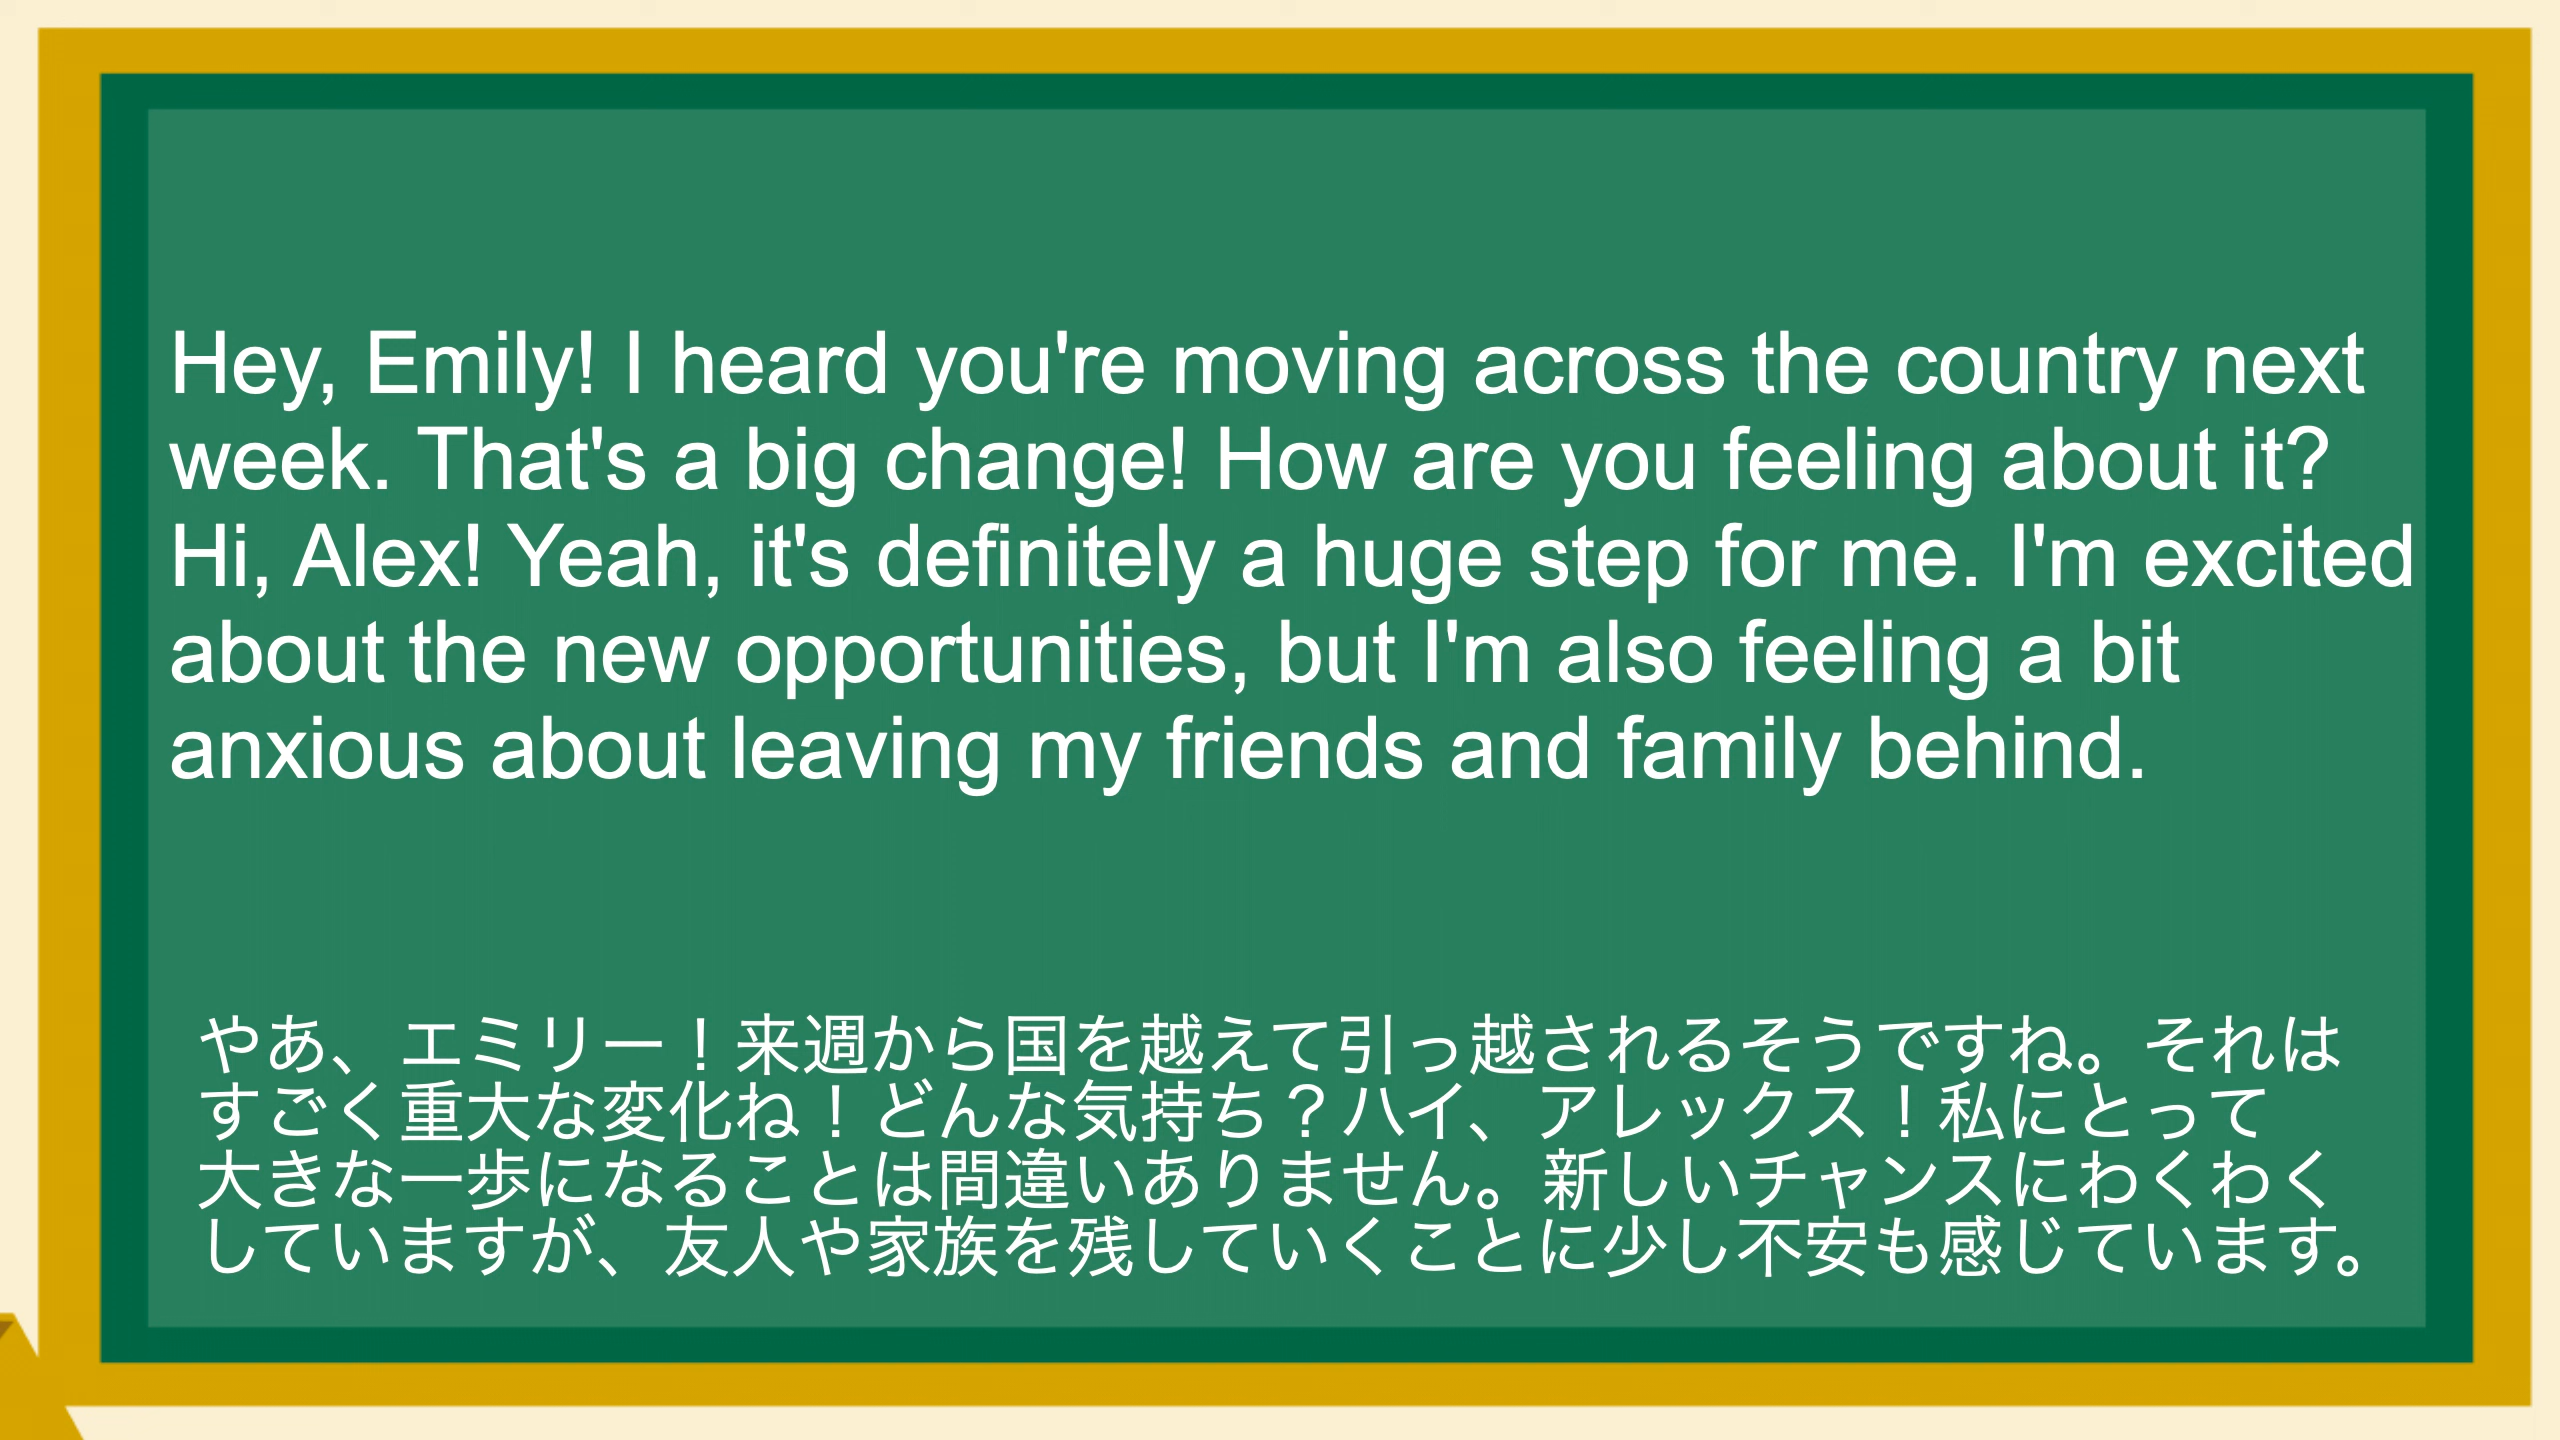 Hey, Emily! I heard you're moving across the country next
week. That's a big change! How are you feeling about it?
Hi, Alex! Yeah, it's definitely a huge step for me. I'm excited
about the new opportunities, but I'm also feeling a bit
anxious about leaving my friends and family behind.
やあ、エミリー！来週から国を越えて引っ越されるそうですね。それは
すごく重大な変化ね！どんな気持ち？ハイ、アレックス！私にとって
大きな一歩になることは間違いありません。新しいチャンスにわくわく
していますが、友人や家族を残していくことに少し不安も感じています。